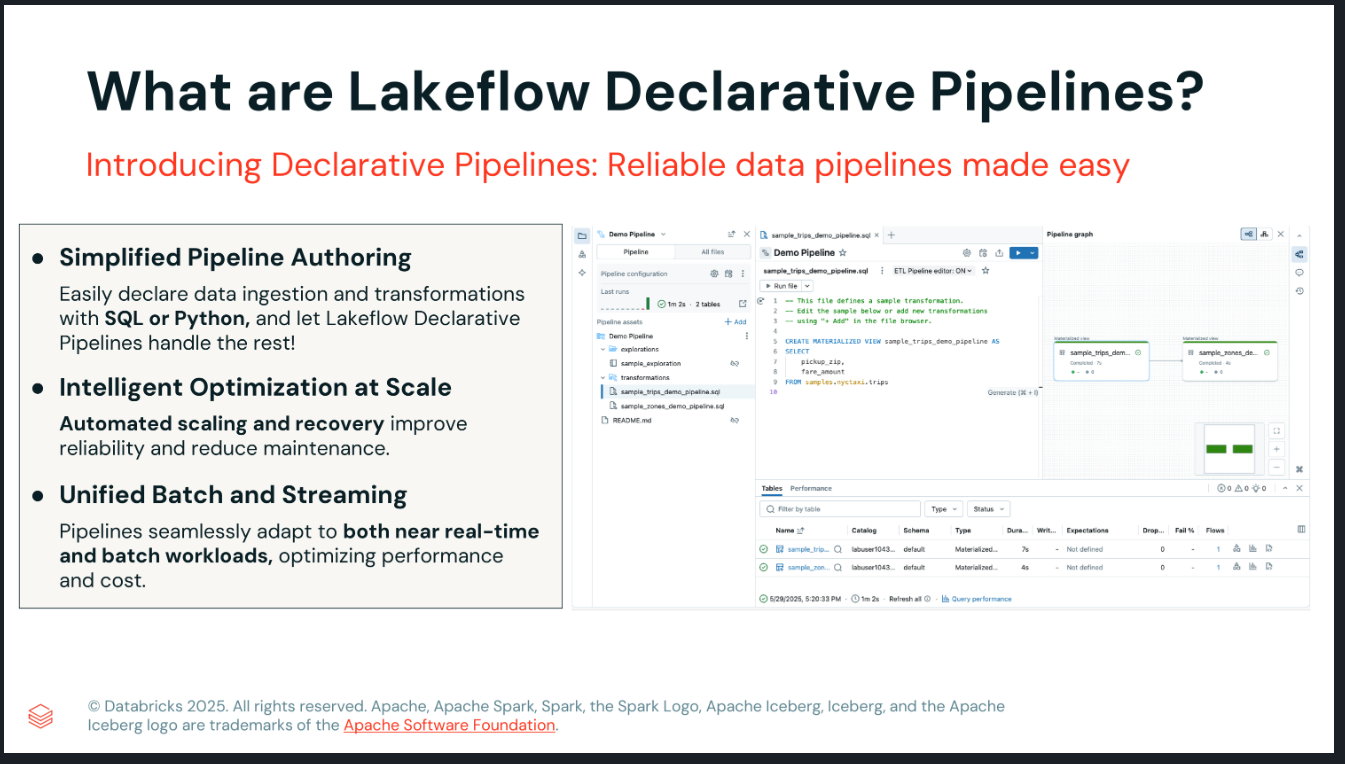 What are Lakeflow Declarative Pipelines?
Introducing Declarative Pipelines: Reliable data pipelines made easy
● Simplified Pipeline Authoring
Easily declare data ingestion and transformations
with SQL or Python, and let Lakeflow Declarative
Pipelines handle the rest!
● Intelligent Optimization at Scale
Automated scaling and recovery improve
reliability and reduce maintenance.
● Unified Batch and Streaming
Pipelines seamlessly adapt to both near real-time
and batch workloads, optimizing performance
and cost.
Demo Pipeline
Pipeline All files
Pipeline configuration
Last runs
1m 2s · 2 tables
Pipeline assets + Add
Demo Pipeline
explorations
sample_exploration
transformations
sample_trips_demo_pipeline.sql
sample_zones_demo_pipeline.sql
README.md
sample_trips_demo_pipeline.sql
Demo Pipeline
sample_trips_demo_pipeline.sql ETL Pipeline editor: ON
Run file
1 -- This file defines a sample transformation.
2 -- Edit the sample below or add new transformations
3 -- using "+ Add" in the file browser.
4
5 CREATE MATERIALIZED VIEW sample_trips_demo_pipeline AS
6 SELECT
7 pickup_zip,
8 fare_amount
9 FROM samples.nyctaxi.trips
10
Generate (⌘ + I)
Pipeline graph
Materialized view
sample_trips_dem...
Completed · 7s
Materialized view
sample_zones_de...
Completed · 4s
Tables Performance
0 0 0
Filter by table Type Status
Name Catalog Schema Type Dura... Writ... Expectations Drop... Fail % Flows
sample_trip... labuser1043... default Materialized... 7s - Not defined 0 - 1
sample_zon... labuser1043... default Materialized... 4s - Not defined 0 - 1
5/29/2025, 5:20:33 PM · 1m 2s · Refresh all · Query performance
© Databricks 2025. All rights reserved. Apache, Apache Spark, Spark, the Spark Logo, Apache Iceberg, Iceberg, and the Apache
Iceberg logo are trademarks of the Apache Software Foundation.